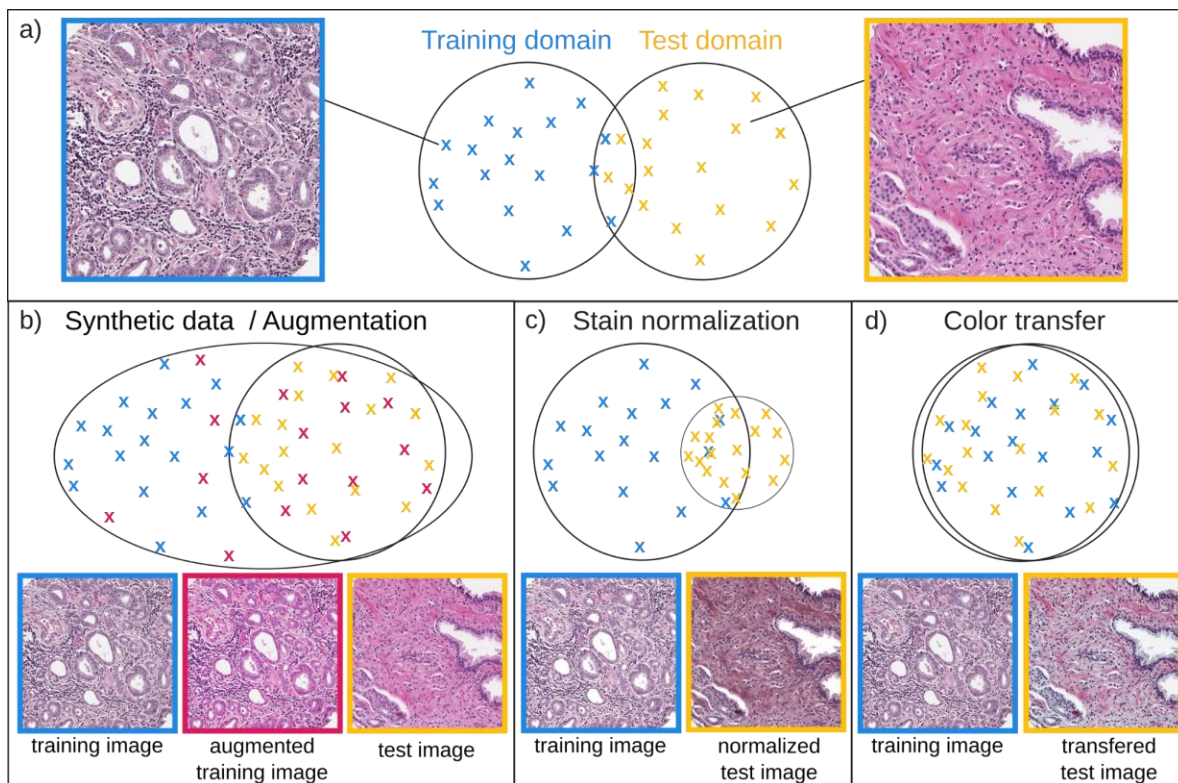 a)
Training domain
Test domain
b) Synthetic data / Augmentation
c) Stain normalization
d) Color transfer
training image
augmented
training image
test image
training image
normalized
test image
training image
transfered
test image